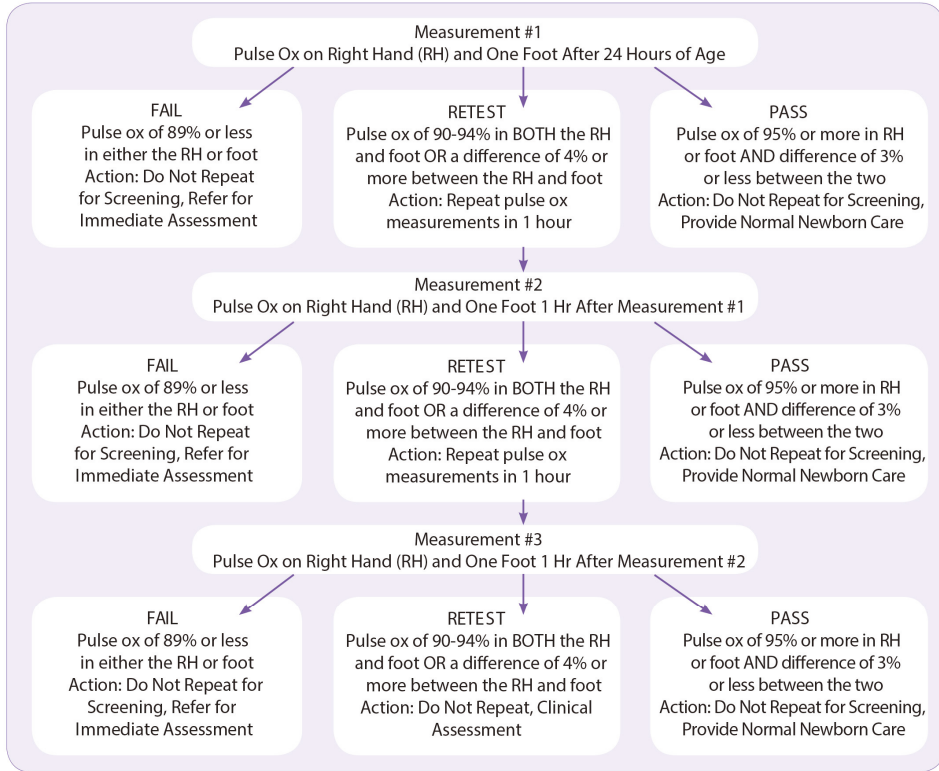 Measurement #1
Pulse Ox on Right Hand (RH) and One Foot After 24 Hours of Age
FAIL
Pulse ox of 89% or less
in either the RH or foot
Action: Do Not Repeat
for Screening, Refer for
Immediate Assessment
RETEST
Pulse ox of 90-94% in BOTH the RH
and foot OR a difference of 4% or
more between the RH and foot
Action: Repeat pulse ox
measurements in 1 hour
PASS
Pulse ox of 95% or more in RH
or foot AND difference of 3%
or less between the two
Action: Do Not Repeat for Screening,
Provide Normal Newborn Care
Measurement #2
Pulse Ox on Right Hand (RH) and One Foot 1 Hr After Measurement #1
FAIL
Pulse ox of 89% or less
in either the RH or foot
Action: Do Not Repeat
for Screening, Refer for
Immediate Assessment
RETEST
Pulse ox of 90-94% in BOTH the RH
and foot OR a difference of 4% or
more between the RH and foot
Action: Repeat pulse ox
measurements in 1 hour
PASS
Pulse ox of 95% or more in RH
or foot AND difference of 3%
or less between the two
Action: Do Not Repeat for Screening,
Provide Normal Newborn Care
Measurement #3
Pulse Ox on Right Hand (RH) and One Foot 1 Hr After Measurement #2
FAIL
Pulse ox of 89% or less
in either the RH or foot
Action: Do Not Repeat for
Screening, Refer for
Immediate Assessment
RETEST
Pulse ox of 90-94% in BOTH the RH
and foot OR a difference of 4% or
more between the RH and foot
Action: Do Not Repeat, Clinical
Assessment
PASS
Pulse ox of 95% or more in RH
or foot AND difference of 3%
or less between the two
Action: Do Not Repeat for Screening,
Provide Normal Newborn Care